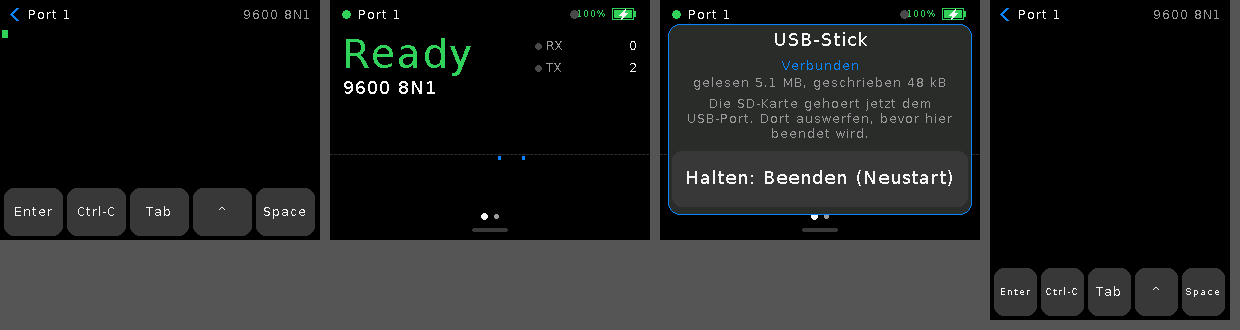 Port 1
9600 8N1
Enter
Ctrl-C
Tab
^
Space
Port 1
100%
Ready
9600 8N1
RX
0
TX
2
Port 1
100%
USB-Stick
Verbunden
gelesen 5.1 MB, geschrieben 48 kB
Die SD-Karte gehoert jetzt dem
USB-Port. Dort auswerfen, bevor hier
beendet wird.
Halten: Beenden (Neustart)
Port 1
9600 8N1
Enter
Ctrl-C
Tab
^
Space